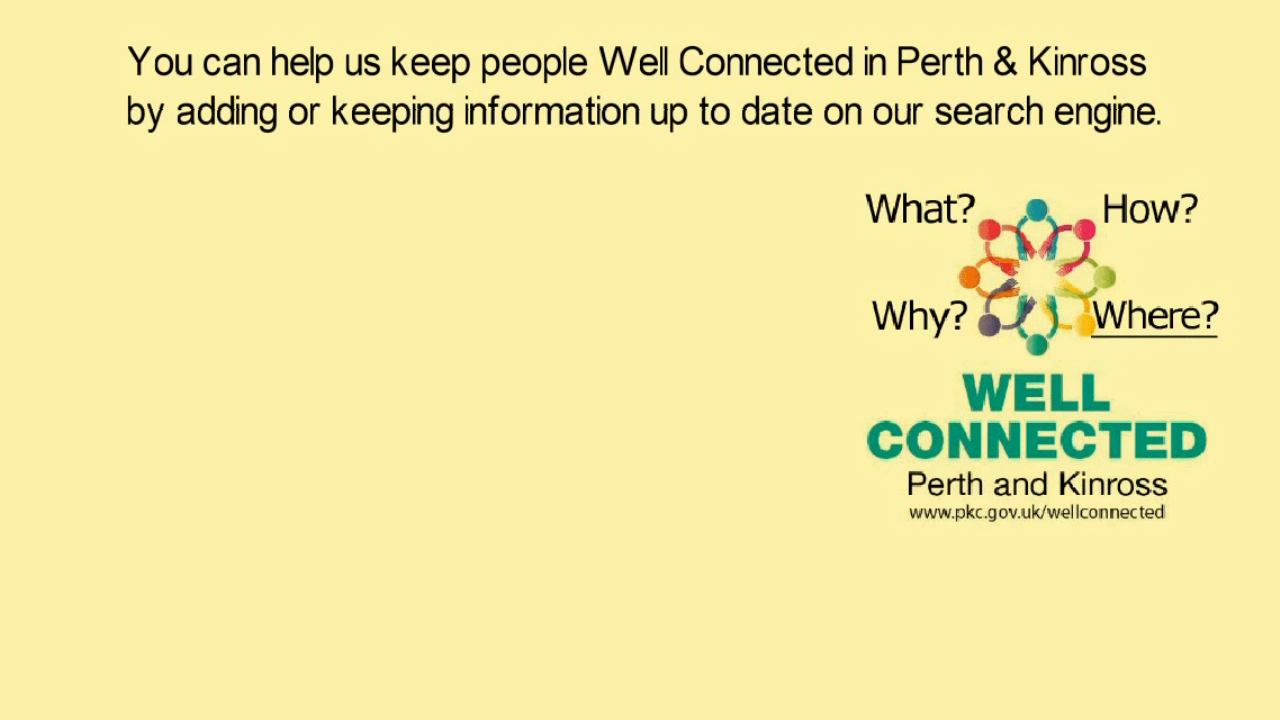 You can help us keep people Well Connected in Perth & Kinross
by adding or keeping information up to date on our search engine.
What? How?
Why? Where?
WELL
CONNECTED
Perth and Kinross
www.pkc.gov.uk/wellconnected